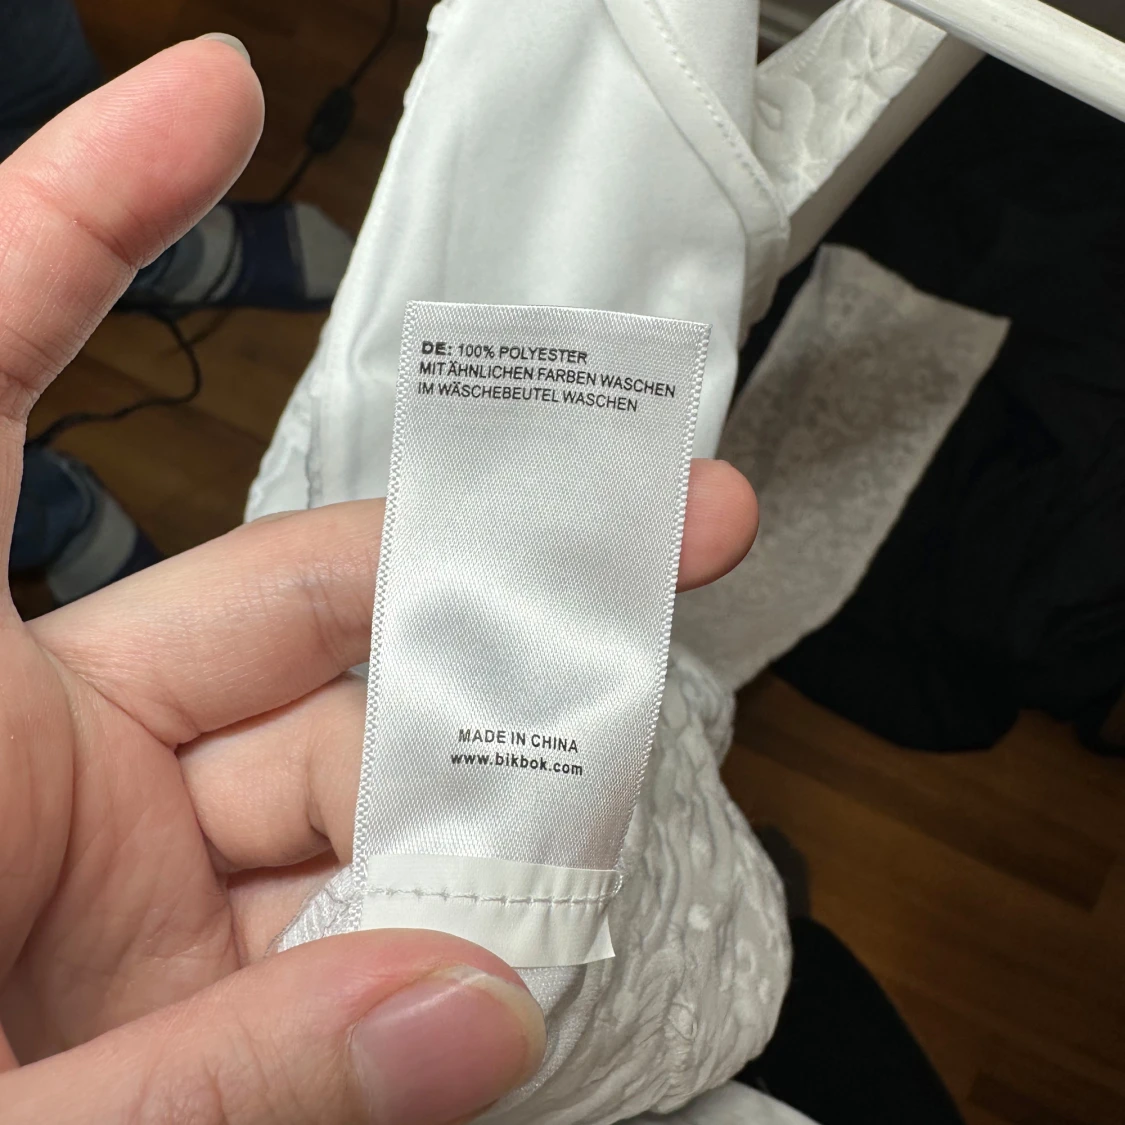 DE: 100% POLYESTER
MIT ÄHNLICHEN FARBEN WASCHEN
IM WÄSCHEBEUTEL WASCHEN
MADE IN CHINA
www.bikbok.com